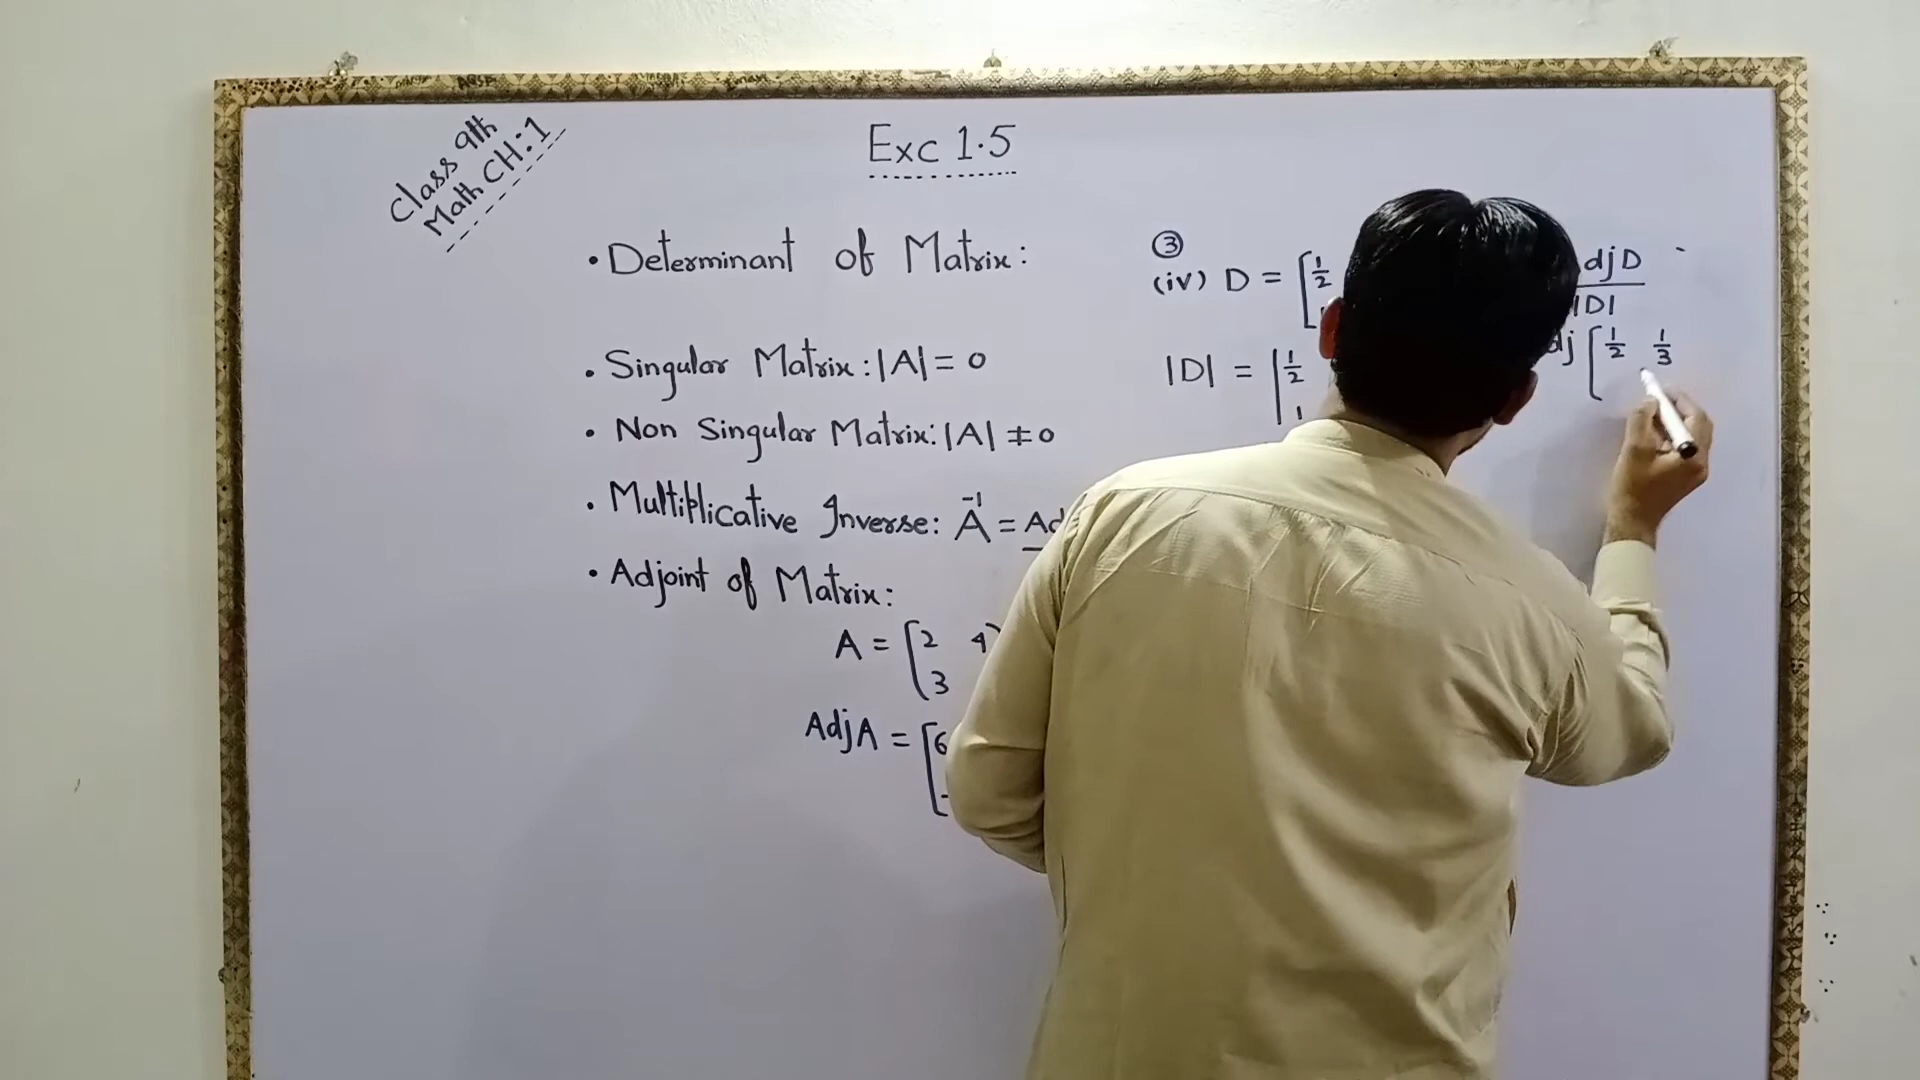 Class 9th
Math CH:1
Exc 1.5
• Determinant of Matrix:
• Singular Matrix: |A| = 0
• Non Singular Matrix: |A| ≠ 0
• Multiplicative Inverse: A⁻¹ = Ad
• Adjoint of Matrix:
A = [2 4
3
AdjA = [6
-
③
(iv) D = [1/2
|D| = |1/2
1
djD
|D|
dj [1/2 1/3